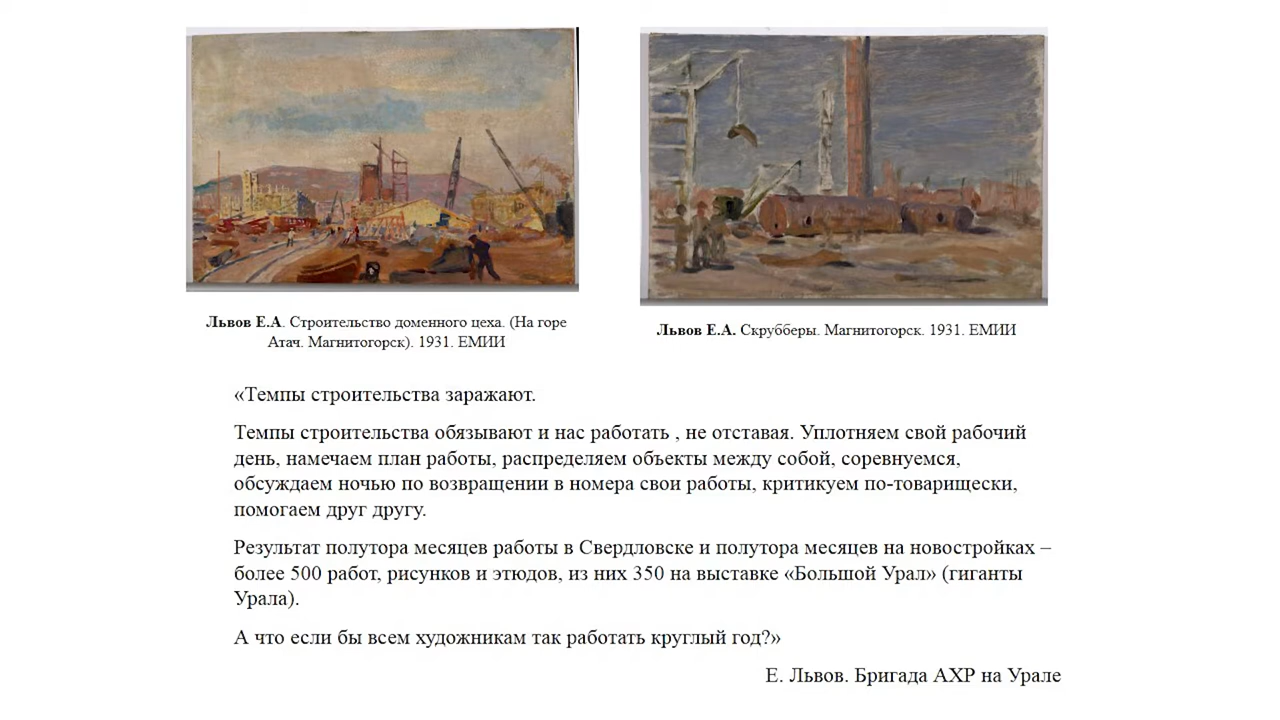 Львов Е.А. Строительство доменного цеха. (На горе
Атач. Магнитогорск). 1931. ЕМИИ
Львов Е.А. Скрубберы. Магнитогорск. 1931. ЕМИИ
«Темпы строительства заражают.
Темпы строительства обязывают и нас работать , не отставая. Уплотняем свой рабочий
день, намечаем план работы, распределяем объекты между собой, соревнуемся,
обсуждаем ночью по возвращении в номера свои работы, критикуем по-товарищески,
помогаем друг другу.
Результат полутора месяцев работы в Свердловске и полутора месяцев на новостройках –
более 500 работ, рисунков и этюдов, из них 350 на выставке «Большой Урал» (гиганты
Урала).
А что если бы всем художникам так работать круглый год?»
Е. Львов. Бригада АХР на Урале